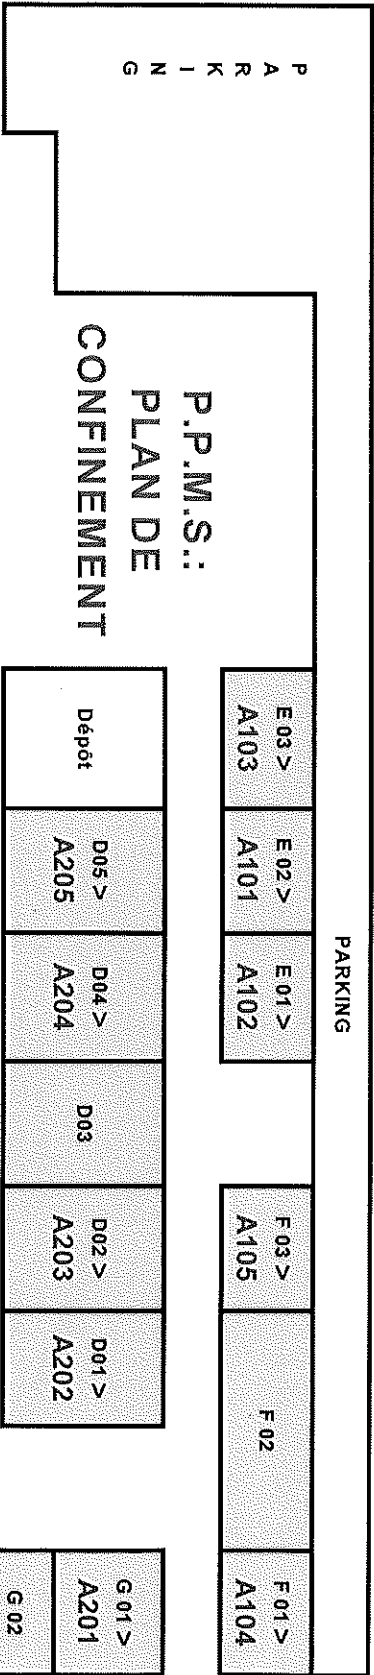 PARKING
PARKING
P.P.M.S.:
PLAN DE
CONFINEMENT
E 03 >
A103
E 02 >
A101
E 01 >
A102
F 03 >
A105
F 02
F 01 >
A104
Dépôt
D05 >
A205
D04 >
A204
D03
D02 >
A203
D01 >
A202
G 01 >
A201
G 02